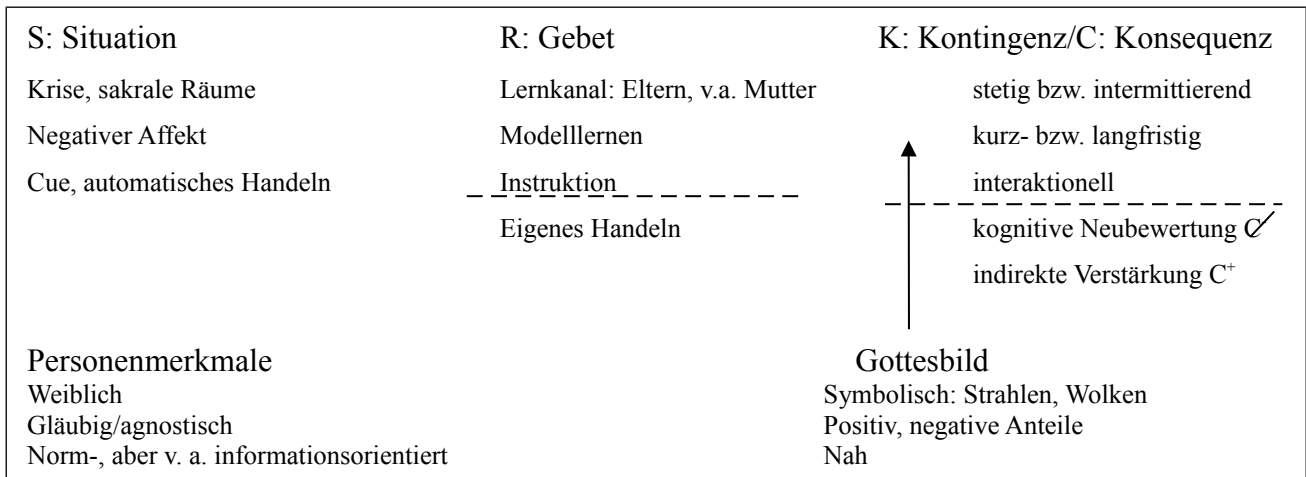 S: Situation
Krise, sakrale Räume
Negativer Affekt
Cue, automatisches Handeln
R: Gebet
Lernkanal: Eltern, v.a. Mutter
Modelllernen
Instruktion
Eigenes Handeln
K: Kontingenz/C: Konsequenz
stetig bzw. intermittierend
kurz- bzw. langfristig
interaktionell
kognitive Neubewertung C̸
indirekte Verstärkung C⁺
Personenmerkmale
Weiblich
Gläubig/agnostisch
Norm-, aber v. a. informationsorientiert
Gottesbild
Symbolisch: Strahlen, Wolken
Positiv, negative Anteile
Nah